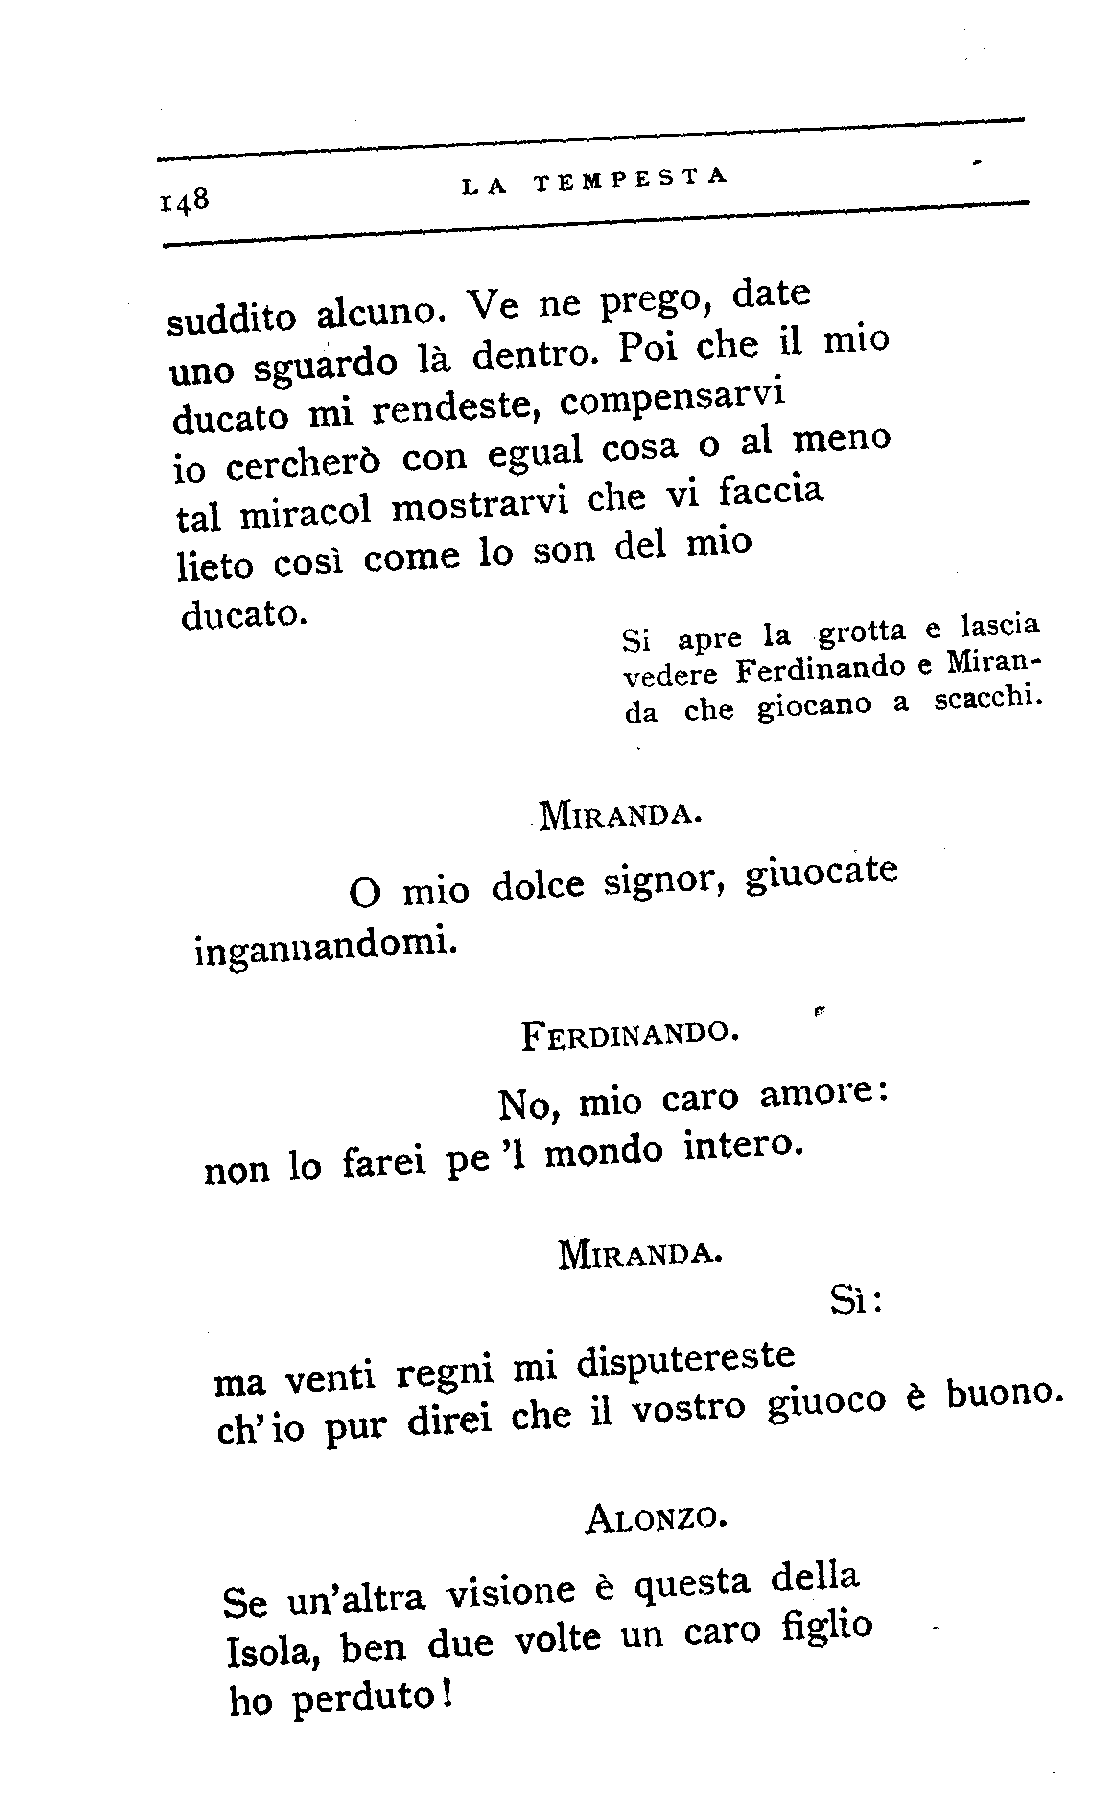 148 LA TEMPESTA
suddito alcuno. Ve ne prego, date
uno sguardo là dentro. Poi che il mio
ducato mi rendeste, compensarvi
io cercherò con egual cosa o al meno
tal miracol mostrarvi che vi faccia
lieto così come lo son del mio
ducato.
Si apre la grotta e lascia
vedere Ferdinando e Miran-
da che giocano a scacchi.
MIRANDA.
O mio dolce signor, giuocate
ingannandomi.
FERDINANDO.
No, mio caro amore:
non lo farei pe 'l mondo intero.
MIRANDA.
Sì:
ma venti regni mi disputereste
ch' io pur direi che il vostro giuoco è buono.
ALONZO.
Se un'altra visione è questa della
Isola, ben due volte un caro figlio
ho perduto!